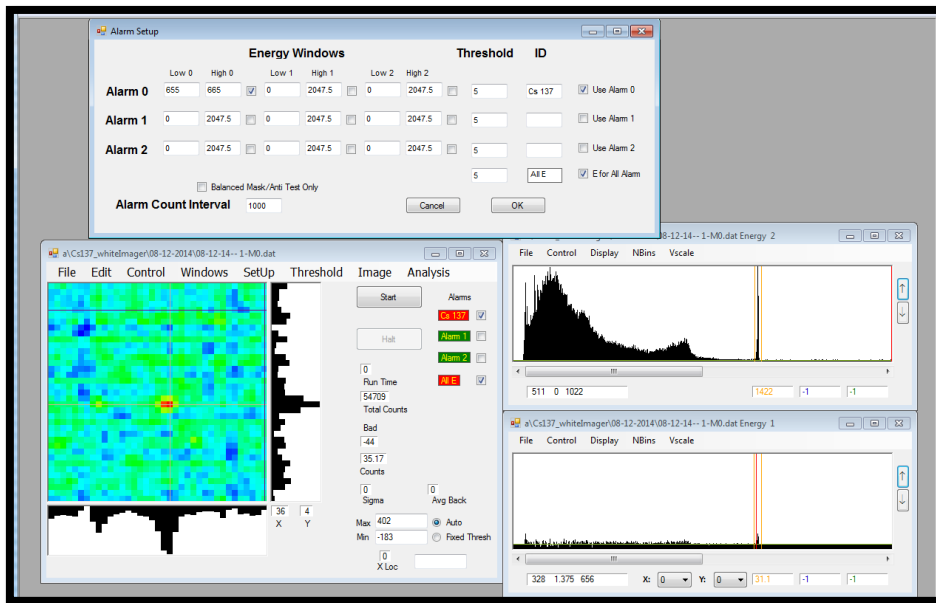 Alarm Setup
Energy Windows Threshold ID
Low 0 High 0 Low 1 High 1 Low 2 High 2
Alarm 0 655 665 0 2047.5 0 2047.5 5 Cs 137 Use Alarm 0
Alarm 1 0 2047.5 0 2047.5 0 2047.5 5 Use Alarm 1
Alarm 2 0 2047.5 0 2047.5 0 2047.5 5 Use Alarm 2
5 All E E for All Alarm
Balanced Mask/Anti Test Only
Alarm Count Interval 1000 Cancel OK
a\Cs137_whiteImager\08-12-2014\08-12-14-- 1-M0.dat
File Edit Control Windows SetUp Threshold Image Analysis
Start Alarms
Cs 137
Halt Alarm 1
Alarm 2
0
Run Time All E
54709
Total Counts
Bad
-44
35.17
Counts
0 0
Sigma Avg Back
36 4
X Y
Max 402 Auto
Min -183 Fixed Thresh
0
X Loc
08-12-14-- 1-M0.dat Energy 2
File Control Display NBins Vscale
511 0 1022 1422 -1 -1
a\Cs137_whiteImager\08-12-2014\08-12-14-- 1-M0.dat Energy 1
File Control Display NBins Vscale
328 1.375 656 X: 0 Y: 0 31.1 -1 -1